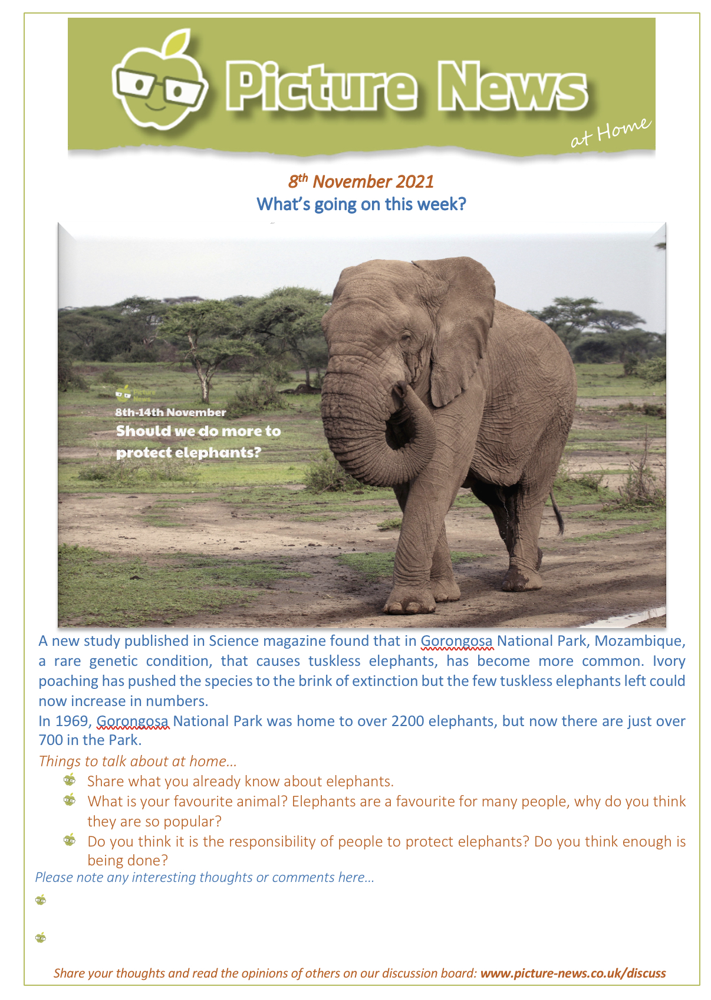 Picture News
at Home
8th November 2021
What's going on this week?
Picture
News
8th-14th November
Should we do more to
protect elephants?
A new study published in Science magazine found that in Gorongosa National Park, Mozambique,
a rare genetic condition, that causes tuskless elephants, has become more common. Ivory
poaching has pushed the species to the brink of extinction but the few tuskless elephants left could
now increase in numbers.
In 1969, Gorongosa National Park was home to over 2200 elephants, but now there are just over
700 in the Park.
Things to talk about at home...
Share what you already know about elephants.
What is your favourite animal? Elephants are a favourite for many people, why do you think
they are so popular?
Do you think it is the responsibility of people to protect elephants? Do you think enough is
being done?
Please note any interesting thoughts or comments here...
Share your thoughts and read the opinions of others on our discussion board: www.picture-news.co.uk/discuss